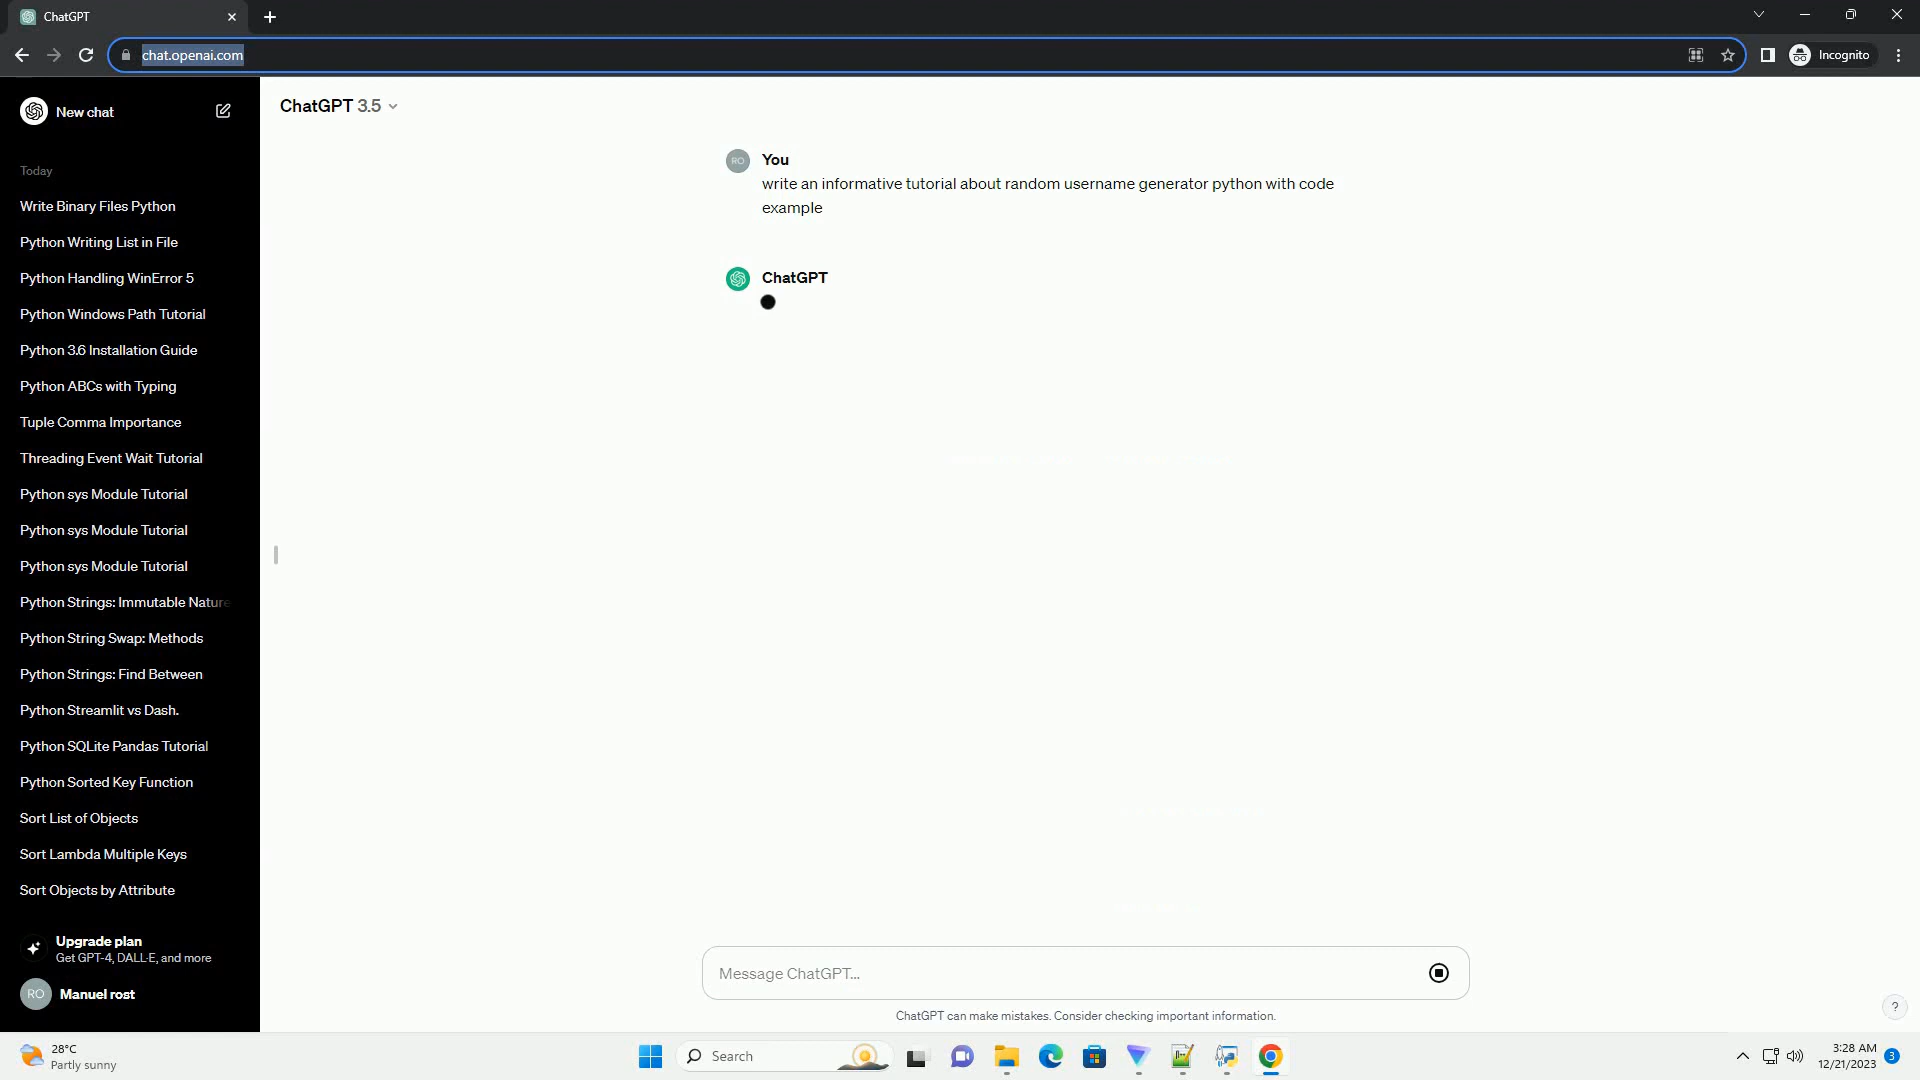 ChatGPT
chat.openai.com
Incognito
New chat
Today
Write Binary Files Python
Python Writing List in File
Python Handling WinError 5
Python Windows Path Tutorial
Python 3.6 Installation Guide
Python ABCs with Typing
Tuple Comma Importance
Threading Event Wait Tutorial
Python sys Module Tutorial
Python sys Module Tutorial
Python sys Module Tutorial
Python Strings: Immutable Nature
Python String Swap: Methods
Python Strings: Find Between
Python Streamlit vs Dash.
Python SQLite Pandas Tutorial
Python Sorted Key Function
Sort List of Objects
Sort Lambda Multiple Keys
Sort Objects by Attribute
Upgrade plan
Get GPT-4, DALL·E, and more
RO Manuel rost
ChatGPT 3.5
RO You
write an informative tutorial about random username generator python with code
example
ChatGPT
Message ChatGPT...
ChatGPT can make mistakes. Consider checking important information.
?
28°C
Partly sunny
Search
3:28 AM
12/21/2023
3